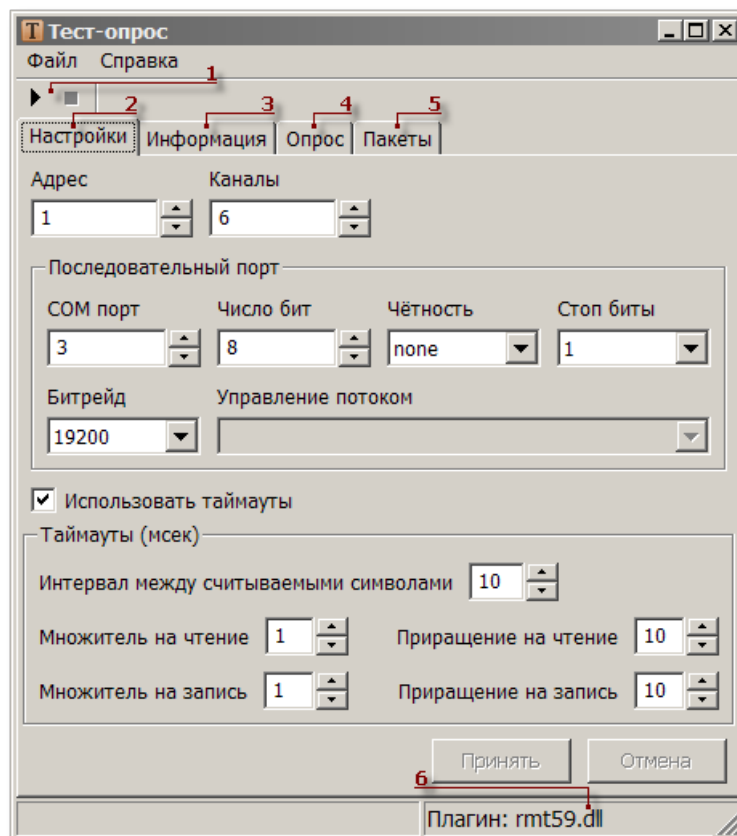 Тест-опрос
Файл Справка
1
2 3 4 5
Настройки Информация Опрос Пакеты
Адрес Каналы
1 6
Последовательный порт
COM порт Число бит Чётность Стоп биты
3 8 none 1
Битрейд Управление потоком
19200
Использовать таймауты
Таймауты (мсек)
Интервал между считываемыми символами 10
Множитель на чтение 1 Приращение на чтение 10
Множитель на запись 1 Приращение на запись 10
Принять Отмена
6
Плагин: rmt59.dll